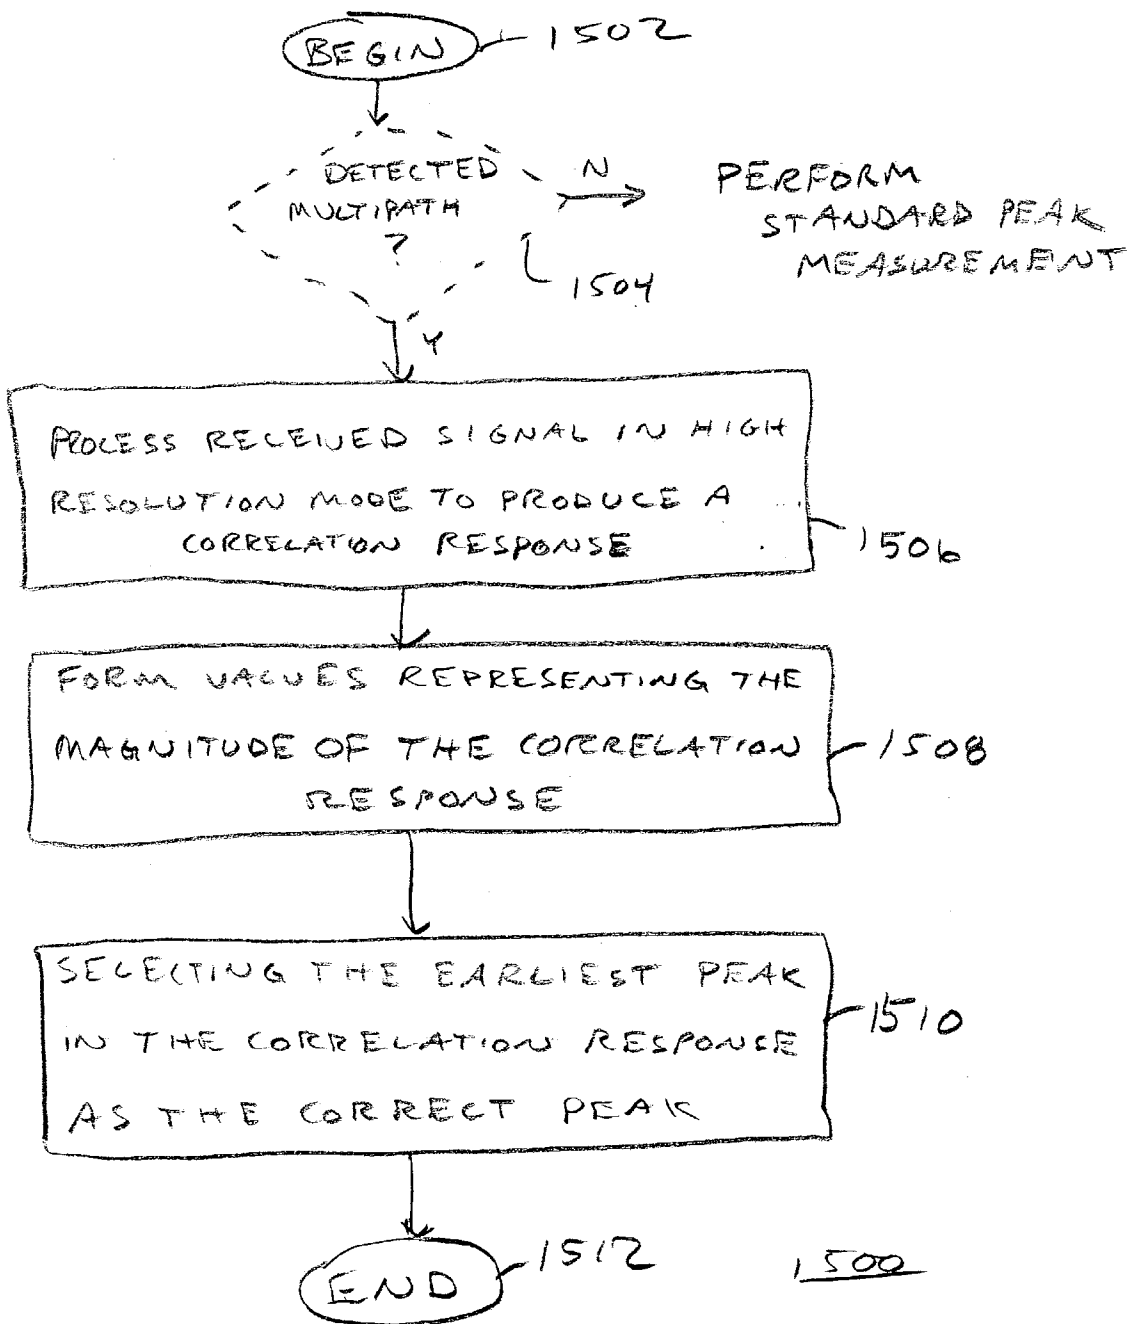 BEGIN 1502
DETECTED
MULTIPATH
?
N
PERFORM
STANDARD PEAK
MEASUREMENT
1504
Y
PROCESS RECEIVED SIGNAL IN HIGH
RESOLUTION MODE TO PRODUCE A
CORRELATION RESPONSE
1506
FORM VALUES REPRESENTING THE
MAGNITUDE OF THE CORRELATION
RESPONSE
1508
SELECTING THE EARLIEST PEAK
IN THE CORRELATION RESPONSE
AS THE CORRECT PEAK
1510
END 1512
1500